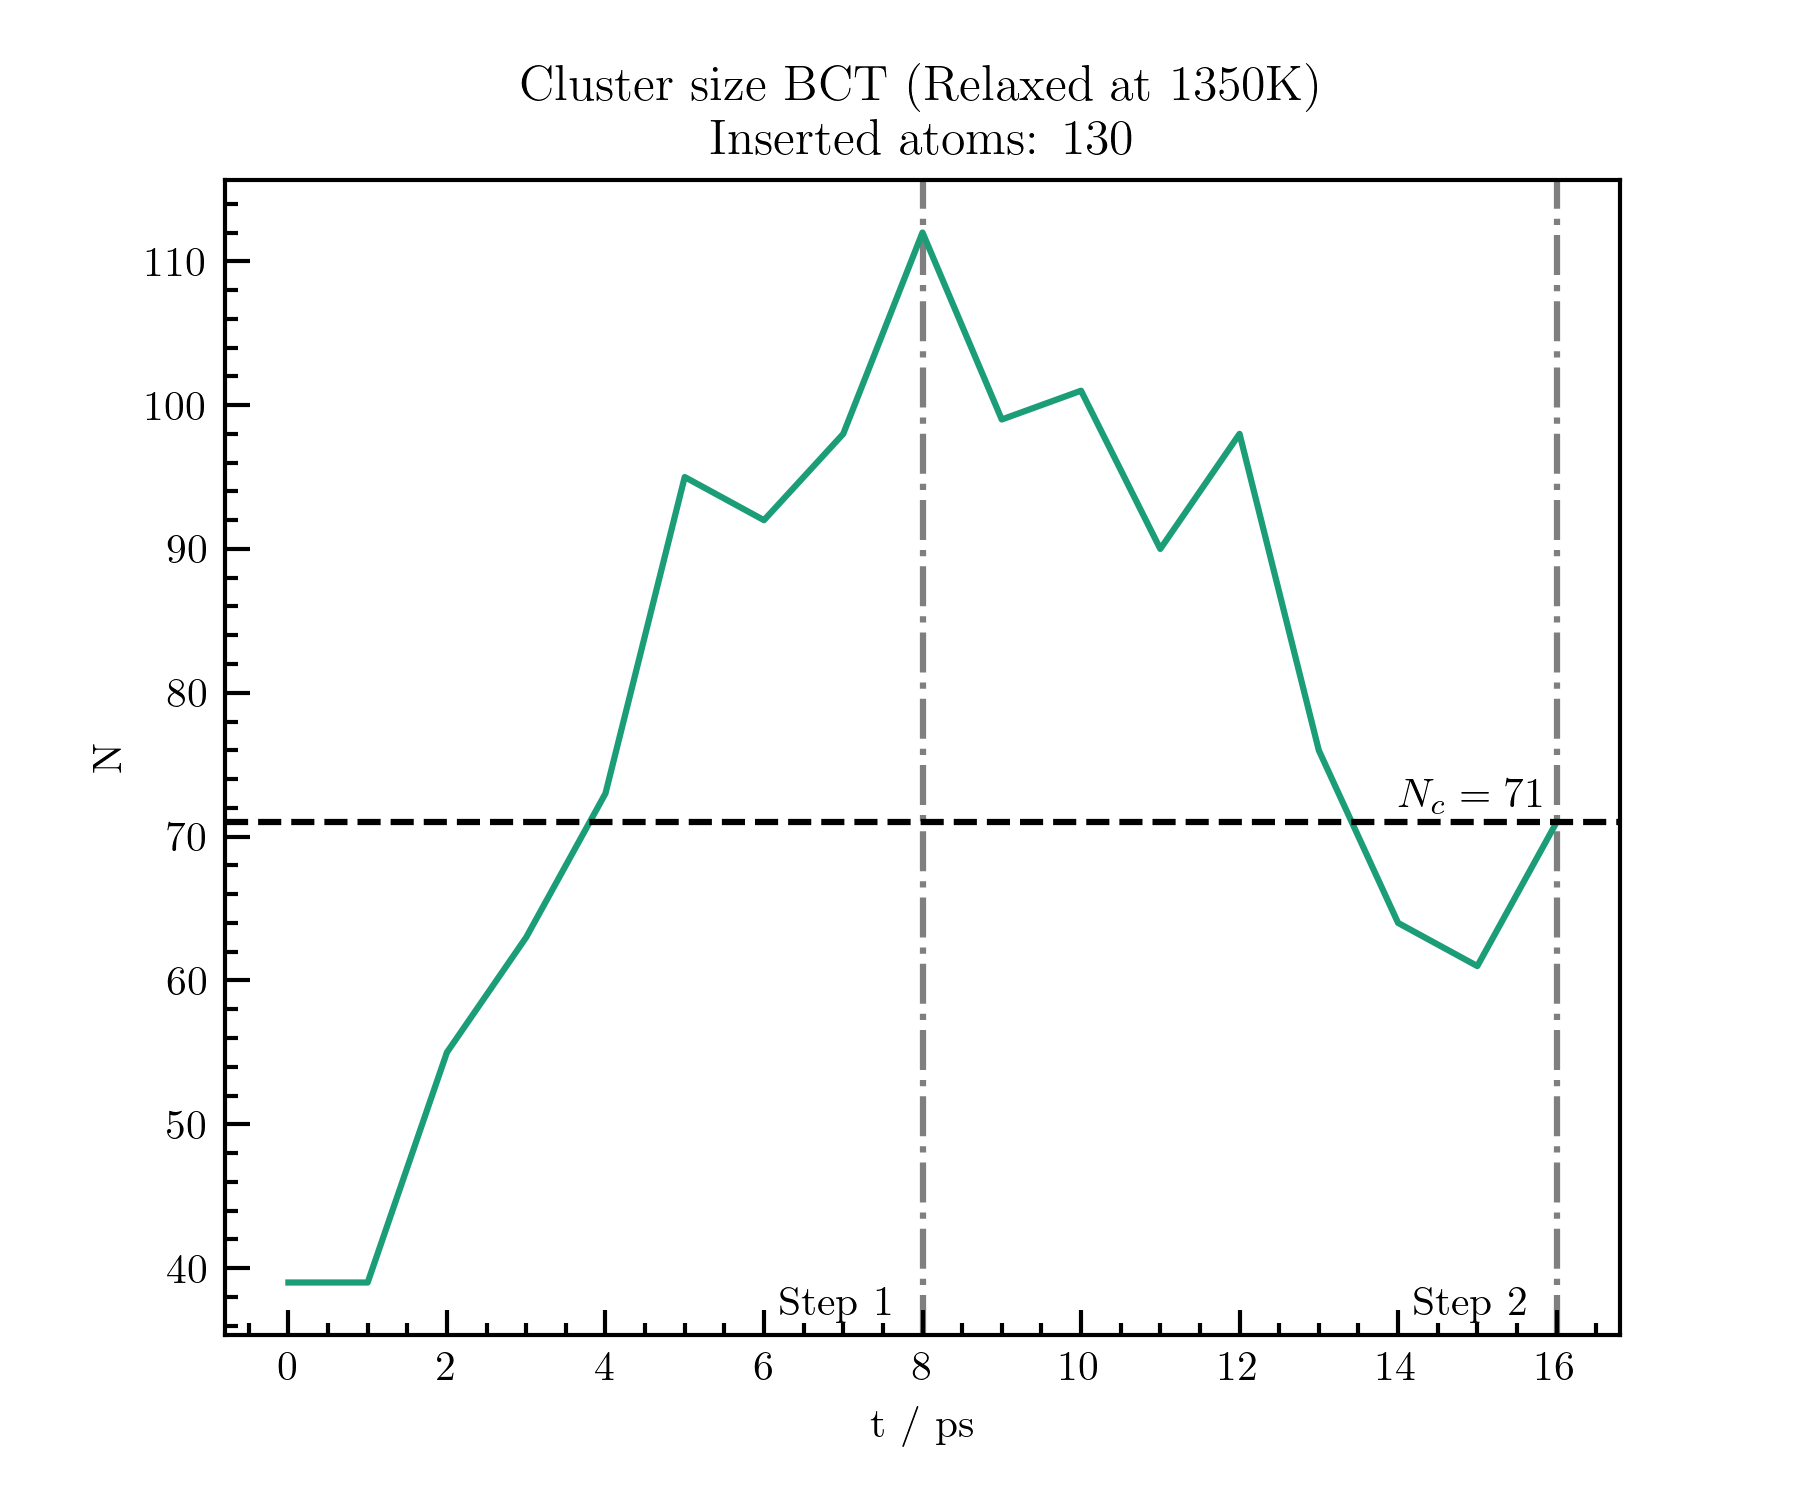 Cluster size BCT (Relaxed at 1350K)
Inserted atoms: 130
110
100
90
80
70
60
50
40
N
N_c = 71
Step 1
Step 2
0 2 4 6 8 10 12 14 16
t / ps